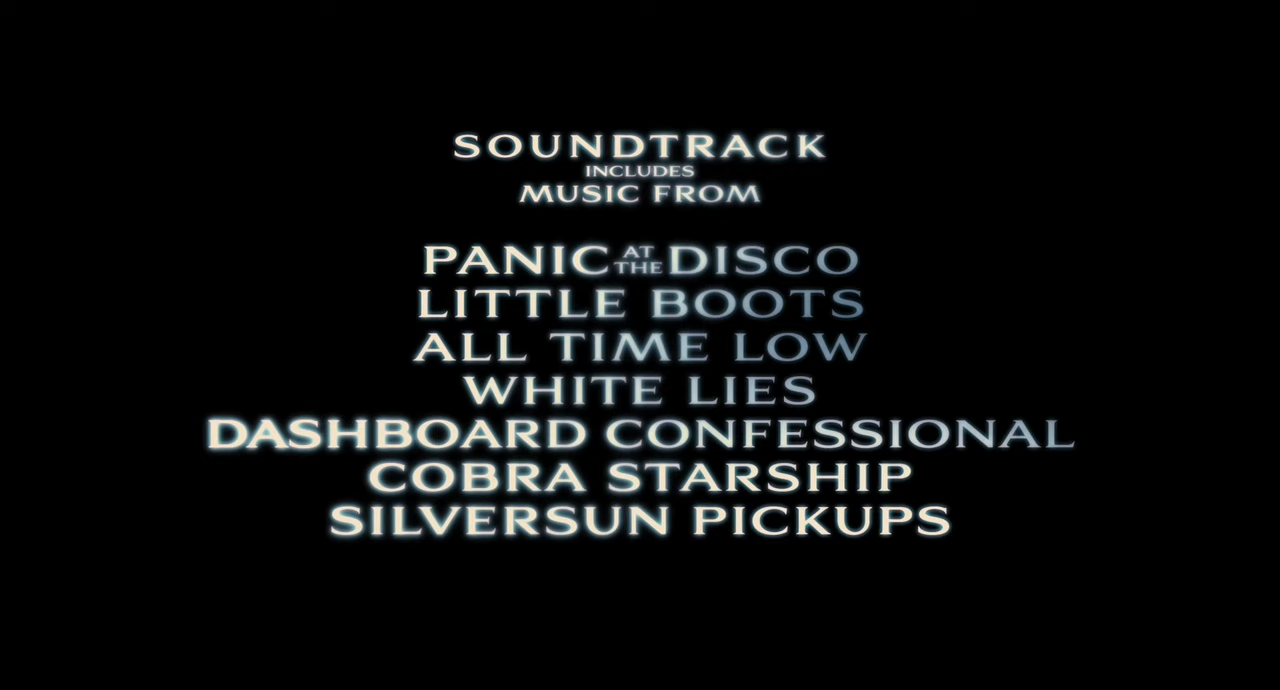 SOUNDTRACK
INCLUDES
MUSIC FROM
PANIC AT THE DISCO
LITTLE BOOTS
ALL TIME LOW
WHITE LIES
DASHBOARD CONFESSIONAL
COBRA STARSHIP
SILVERSUN PICKUPS